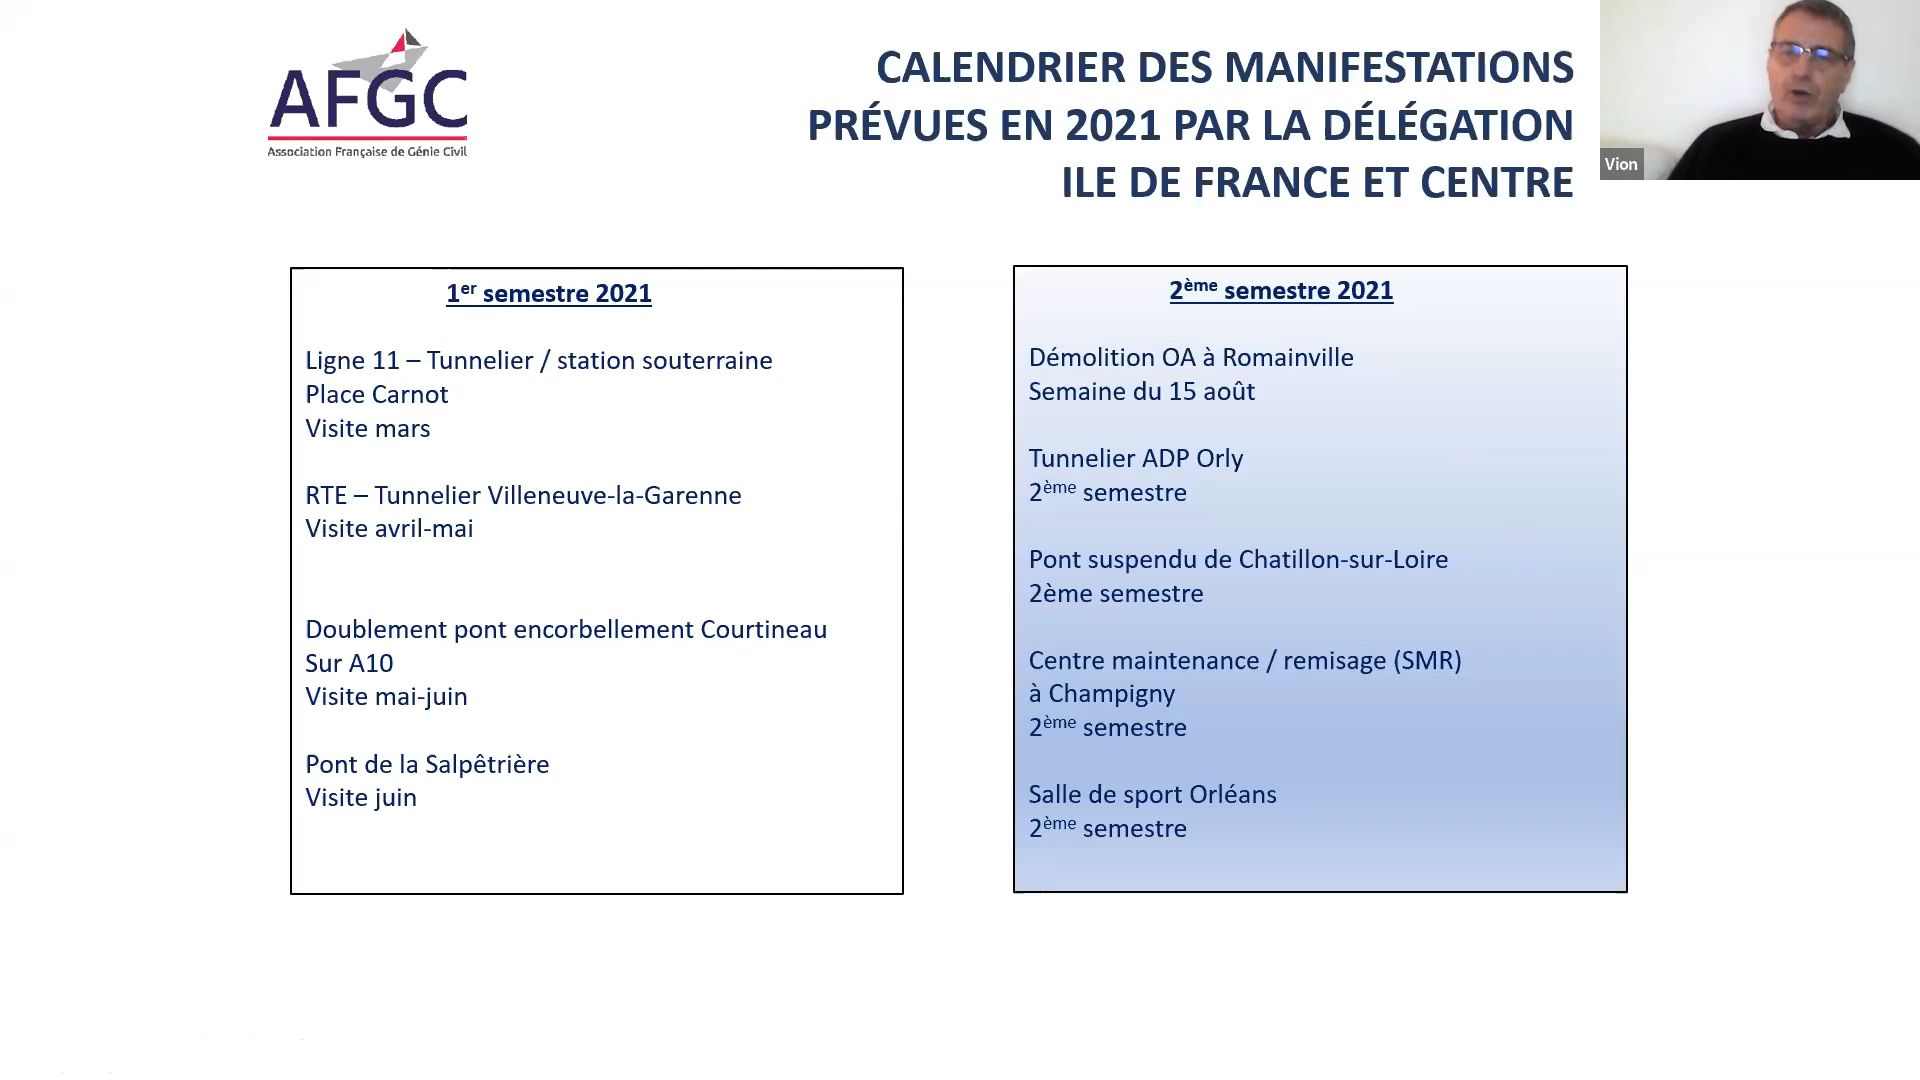 AFGC
Association Française de Génie Civil
CALENDRIER DES MANIFESTATIONS
PRÉVUES EN 2021 PAR LA DÉLÉGATION
ILE DE FRANCE ET CENTRE
Vion
1er semestre 2021
Ligne 11 – Tunnelier / station souterraine
Place Carnot
Visite mars
RTE – Tunnelier Villeneuve-la-Garenne
Visite avril-mai
Doublement pont encorbellement Courtineau
Sur A10
Visite mai-juin
Pont de la Salpêtrière
Visite juin
2ème semestre 2021
Démolition OA à Romainville
Semaine du 15 août
Tunnelier ADP Orly
2ème semestre
Pont suspendu de Chatillon-sur-Loire
2ème semestre
Centre maintenance / remisage (SMR)
à Champigny
2ème semestre
Salle de sport Orléans
2ème semestre